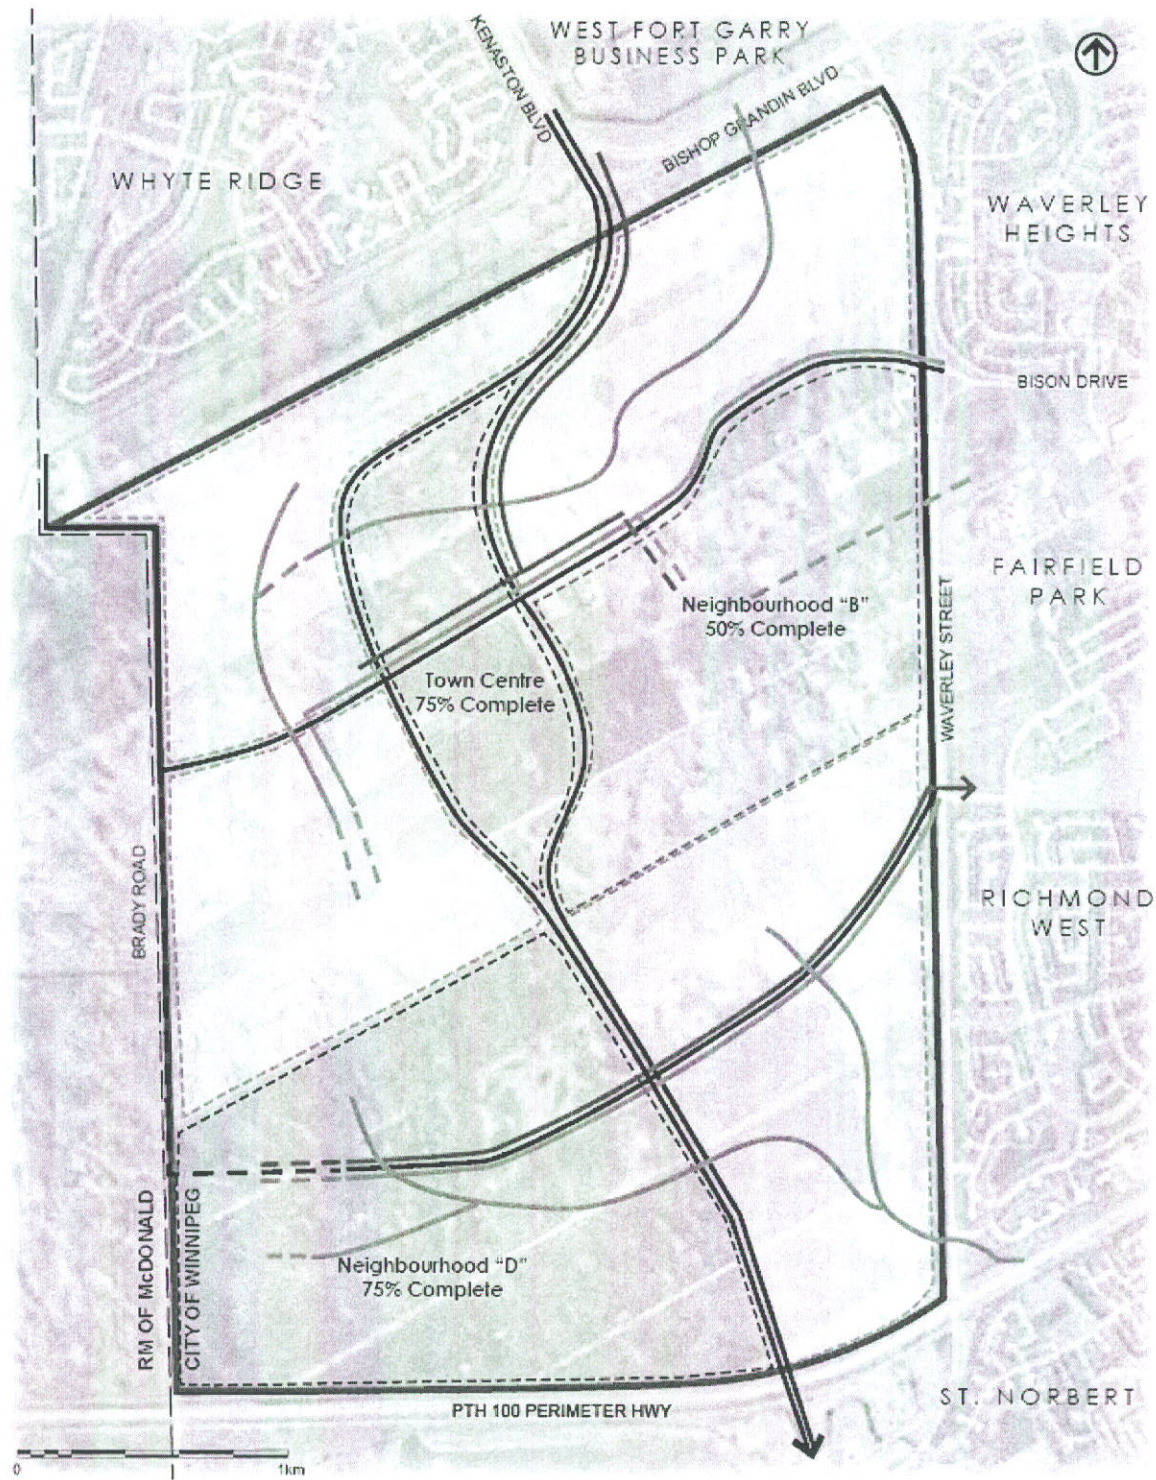 WEST FORT GARRY
BUSINESS PARK
KENASTON BLVD
BISHOP GRANDIN BLVD
WHYTE RIDGE
WAVERLEY
HEIGHTS
BISON DRIVE
FAIRFIELD
PARK
Neighbourhood "B"
50% Complete
WAVERLEY STREET
Town Centre
75% Complete
BRADY ROAD
RICHMOND
WEST
RM OF McDONALD
CITY OF WINNIPEG
Neighbourhood "D"
75% Complete
ST. NORBERT
PTH 100 PERIMETER HWY
0
1km